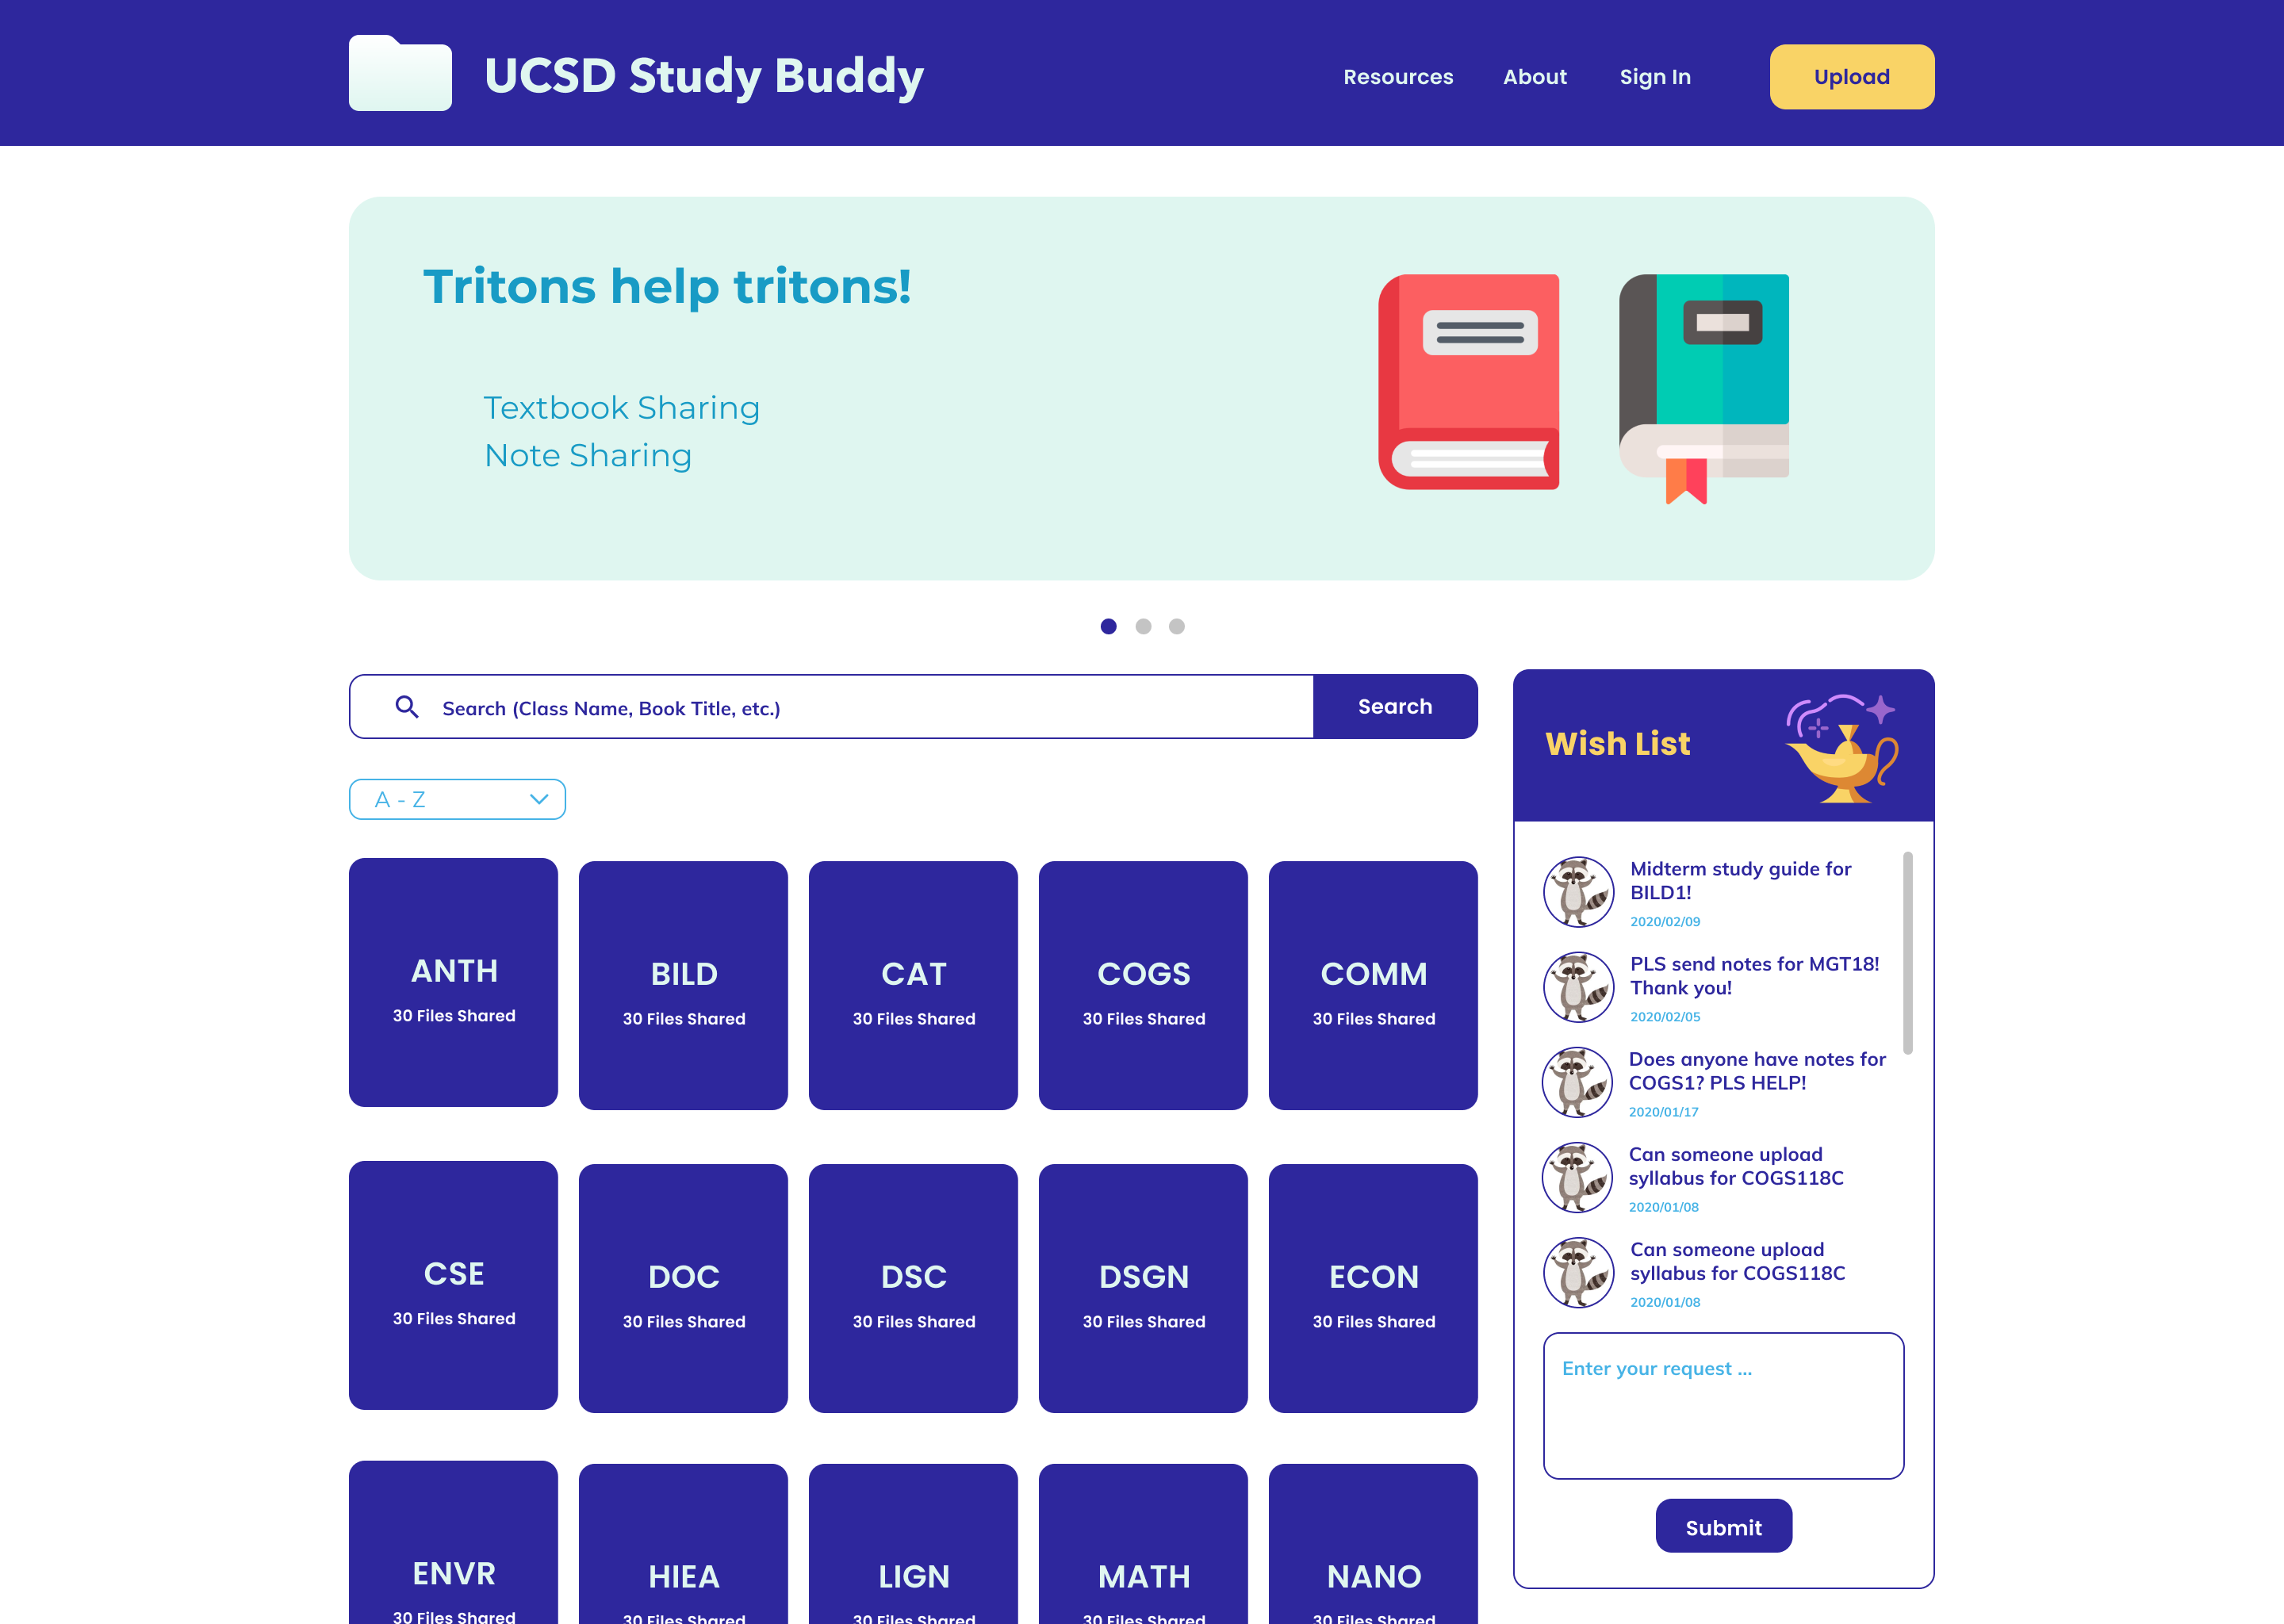 UCSD Study Buddy
Resources
About
Sign In
Upload
Tritons help tritons!
Textbook Sharing
Note Sharing
Search (Class Name, Book Title, etc.)
Search
A - Z
ANTH
30 Files Shared
BILD
30 Files Shared
CAT
30 Files Shared
COGS
30 Files Shared
COMM
30 Files Shared
CSE
30 Files Shared
DOC
30 Files Shared
DSC
30 Files Shared
DSGN
30 Files Shared
ECON
30 Files Shared
ENVR
30 Files Shared
HIEA
30 Files Shared
LIGN
30 Files Shared
MATH
30 Files Shared
NANO
30 Files Shared
Wish List
Midterm study guide for
BILD1!
2020/02/09
PLS send notes for MGT18!
Thank you!
2020/02/05
Does anyone have notes for
COGS1? PLS HELP!
2020/01/17
Can someone upload
syllabus for COGS118C
2020/01/08
Can someone upload
syllabus for COGS118C
2020/01/08
Enter your request ...
Submit